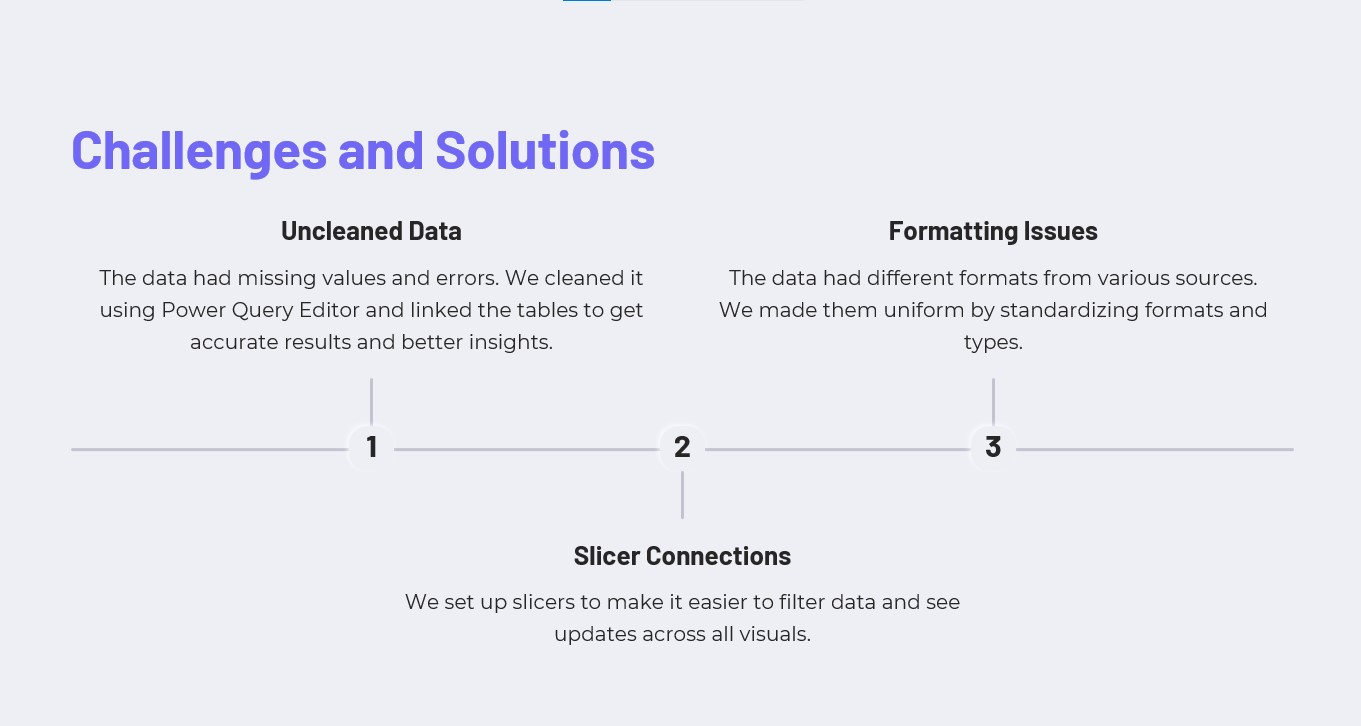 Challenges and Solutions
Uncleaned Data
The data had missing values and errors. We cleaned it
using Power Query Editor and linked the tables to get
accurate results and better insights.
Formatting Issues
The data had different formats from various sources.
We made them uniform by standardizing formats and
types.
1
2
3
Slicer Connections
We set up slicers to make it easier to filter data and see
updates across all visuals.